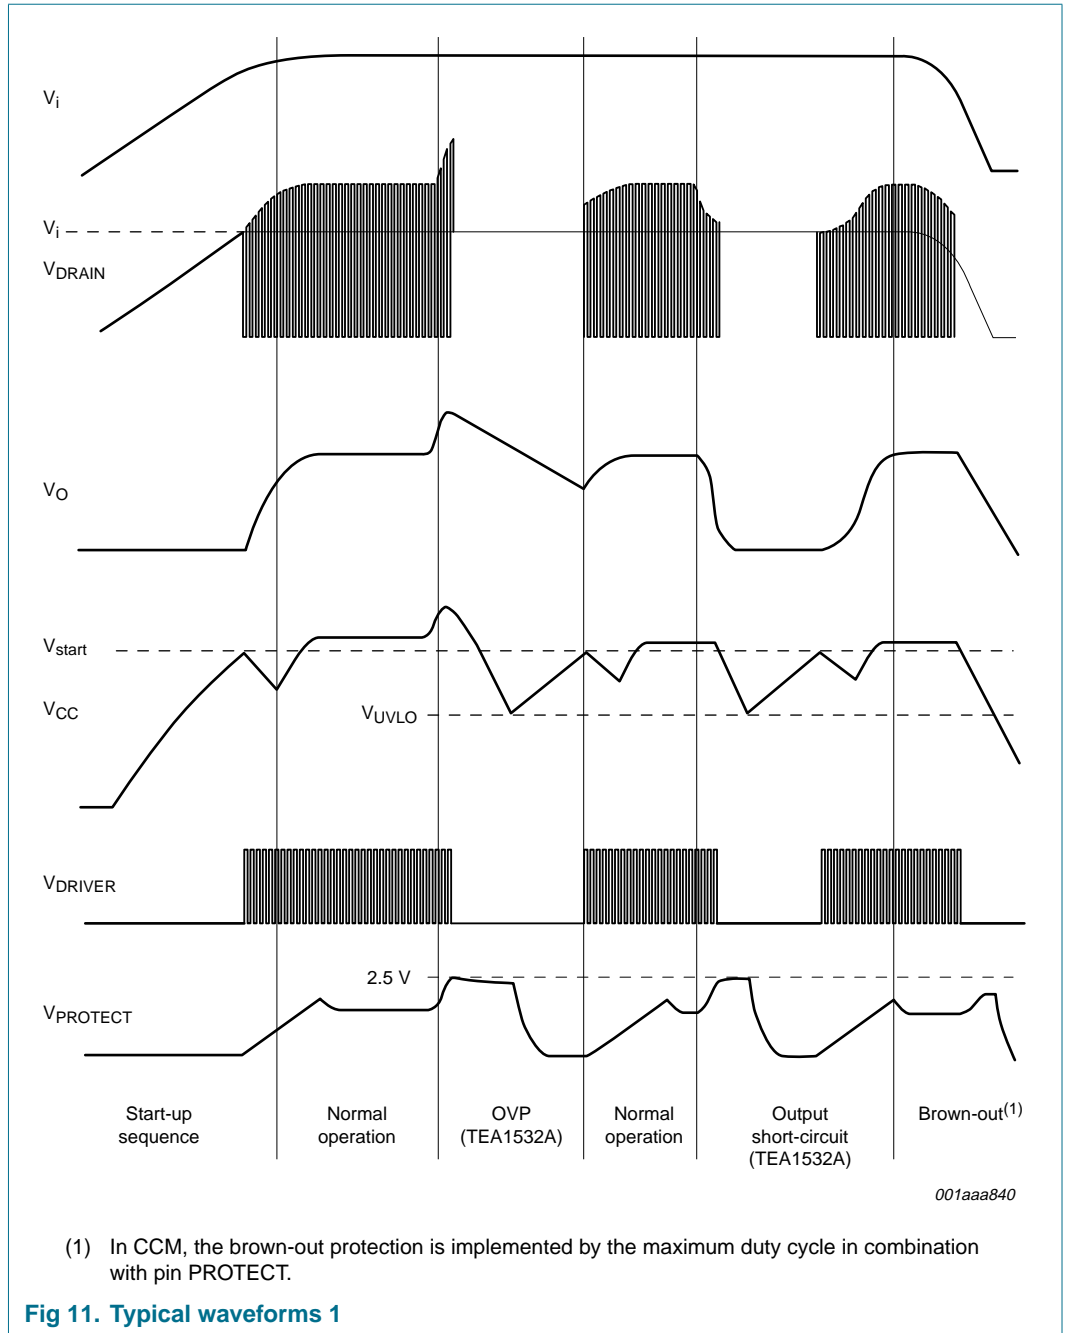 Vi
Vi
VDRAIN
VO
Vstart
VCC
VUVLO
VDRIVER
2.5 V
VPROTECT
Start-up
sequence
Normal
operation
OVP
(TEA1532A)
Normal
operation
Output
short-circuit
(TEA1532A)
Brown-out(1)
001aaa840
(1) In CCM, the brown-out protection is implemented by the maximum duty cycle in combination
with pin PROTECT.
Fig 11. Typical waveforms 1